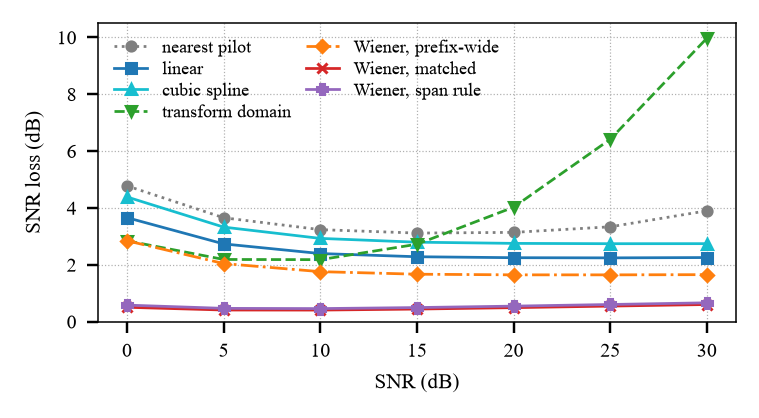 10
8
6
4
2
0
SNR loss (dB)
nearest pilot
linear
cubic spline
transform domain
Wiener, prefix-wide
Wiener, matched
Wiener, span rule
0 5 10 15 20 25 30
SNR (dB)